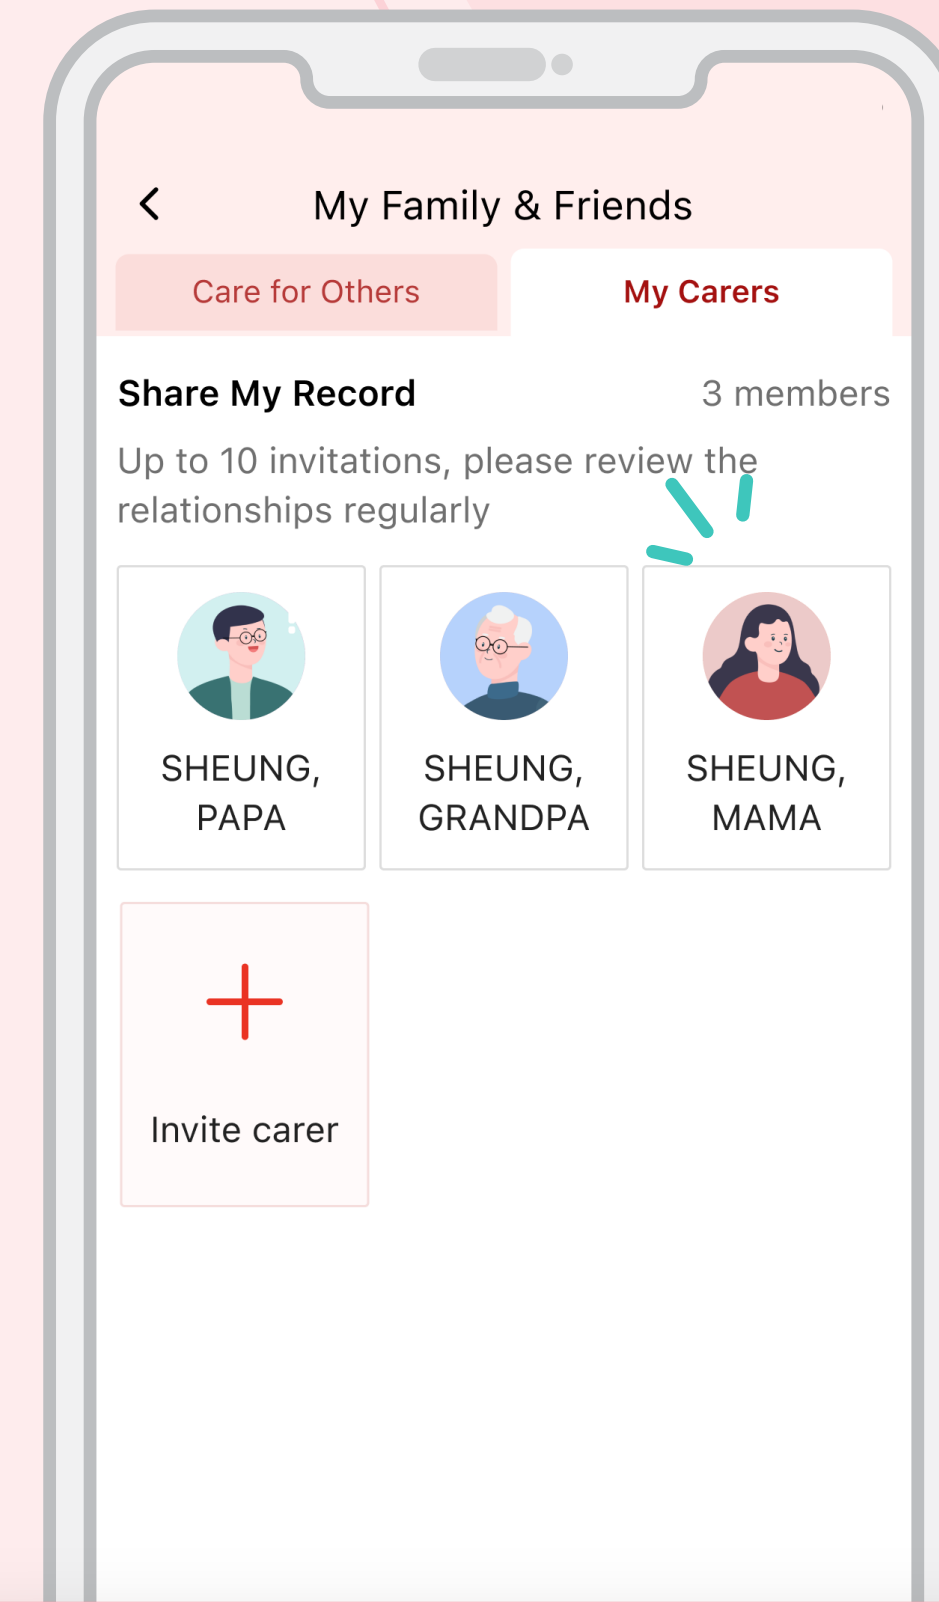 My Family & Friends
Care for Others
My Carers
Share My Record
3 members
Up to 10 invitations, please review the
relationships regularly
SHEUNG,
PAPA
SHEUNG,
GRANDPA
SHEUNG,
MAMA
Invite carer